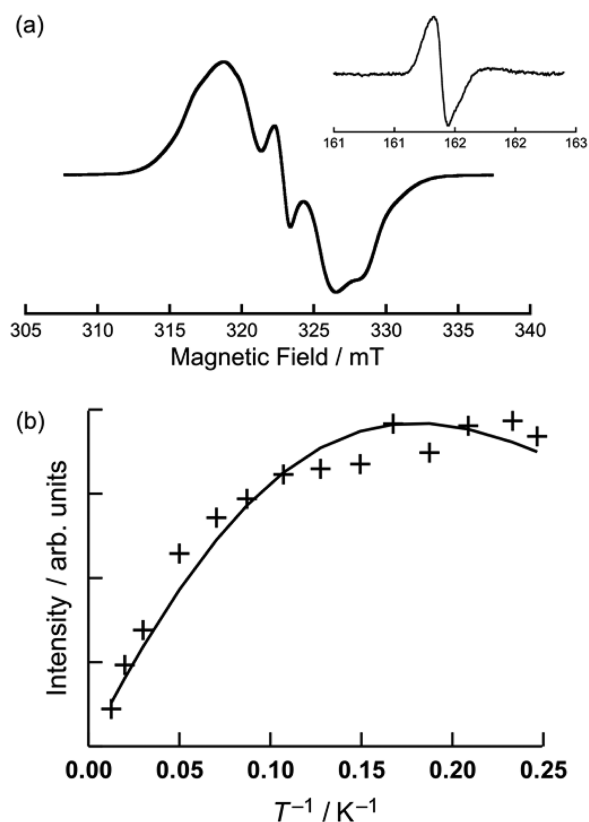 (a)
161 161 162 162 163
305 310 315 320 325 330 335 340
Magnetic Field / mT
(b)
Intensity / arb. units
0.00 0.05 0.10 0.15 0.20 0.25
T⁻¹ / K⁻¹